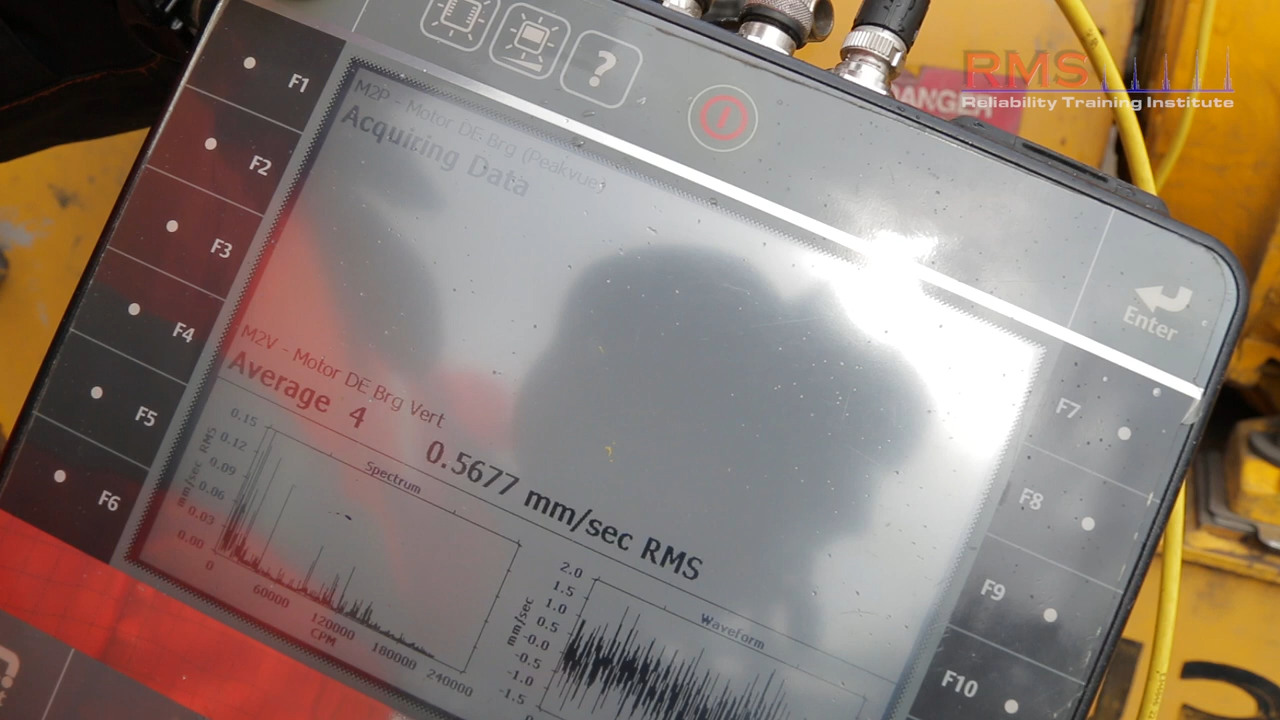 RMS
Reliability Training Institute
?
F1
F2
F3
F4
F5
F6
M2P - Motor DE Brg (Peakvue)
Acquiring Data
M2V - Motor DE Brg Vert
Average 4
0.5677 mm/sec RMS
Spectrum
mm/sec RMS
0.15
0.12
0.09
0.06
0.03
0.00
0
60000
120000
180000
240000
CPM
Waveform
mm/sec
2.0
1.5
1.0
0.5
-0.0
-0.5
-1.0
-1.5
Enter
F7
F8
F9
F10